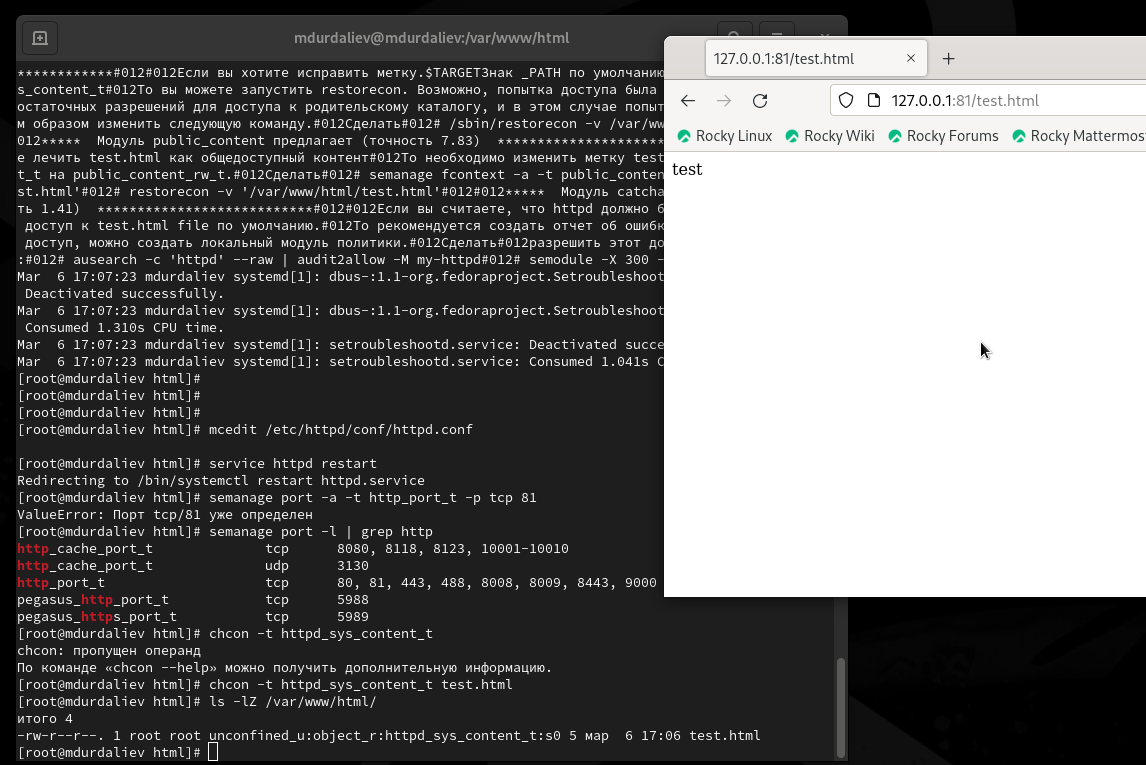 mdurdaliev@mdurdaliev:/var/www/html
************#012#012Если вы хотите исправить метку.$TARGETЗнак _PATH по умолчанию
s_content_t#012То вы можете запустить restorecon. Возможно, попытка доступа была
остаточных разрешений для доступа к родительскому каталогу, и в этом случае попыт
м образом изменить следующую команду.#012Сделать#012# /sbin/restorecon -v /var/ww
012*****  Модуль public_content предлагает (точность 7.83)  *********************
е лечить test.html как общедоступный контент#012То необходимо изменить метку test
t_t на public_content_rw_t.#012Сделать#012# semanage fcontext -a -t public_conten
st.html'#012# restorecon -v '/var/www/html/test.html'#012#012*****  Модуль catcha
ть 1.41)  ***************************#012#012Если вы считаете, что httpd должно б
доступ к test.html file по умолчанию.#012То рекомендуется создать отчет об ошибк
доступ, можно создать локальный модуль политики.#012Сделать#012разрешить этот до
:#012# ausearch -c 'httpd' --raw | audit2allow -M my-httpd#012# semodule -X 300 -
Mar  6 17:07:23 mdurdaliev systemd[1]: dbus-:1.1-org.fedoraproject.Setroubleshoot
Deactivated successfully.
Mar  6 17:07:23 mdurdaliev systemd[1]: dbus-:1.1-org.fedoraproject.Setroubleshoot
Consumed 1.310s CPU time.
Mar  6 17:07:23 mdurdaliev systemd[1]: setroubleshootd.service: Deactivated succe
Mar  6 17:07:23 mdurdaliev systemd[1]: setroubleshootd.service: Consumed 1.041s C
[root@mdurdaliev html]#
[root@mdurdaliev html]#
[root@mdurdaliev html]#
[root@mdurdaliev html]# mcedit /etc/httpd/conf/httpd.conf
[root@mdurdaliev html]# service httpd restart
Redirecting to /bin/systemctl restart httpd.service
[root@mdurdaliev html]# semanage port -a -t http_port_t -p tcp 81
ValueError: Порт tcp/81 уже определен
[root@mdurdaliev html]# semanage port -l | grep http
http_cache_port_t              tcp      8080, 8118, 8123, 10001-10010
http_cache_port_t              udp      3130
http_port_t                    tcp      80, 81, 443, 488, 8008, 8009, 8443, 9000
pegasus_http_port_t            tcp      5988
pegasus_https_port_t           tcp      5989
[root@mdurdaliev html]# chcon -t httpd_sys_content_t
chcon: пропущен операнд
По команде «chcon --help» можно получить дополнительную информацию.
[root@mdurdaliev html]# chcon -t httpd_sys_content_t test.html
[root@mdurdaliev html]# ls -lZ /var/www/html/
итого 4
-rw-r--r--. 1 root root unconfined_u:object_r:httpd_sys_content_t:s0 5 мар  6 17:06 test.html
[root@mdurdaliev html]#
127.0.0.1:81/test.html
127.0.0.1:81/test.html
Rocky Linux Rocky Wiki Rocky Forums Rocky Mattermos
test